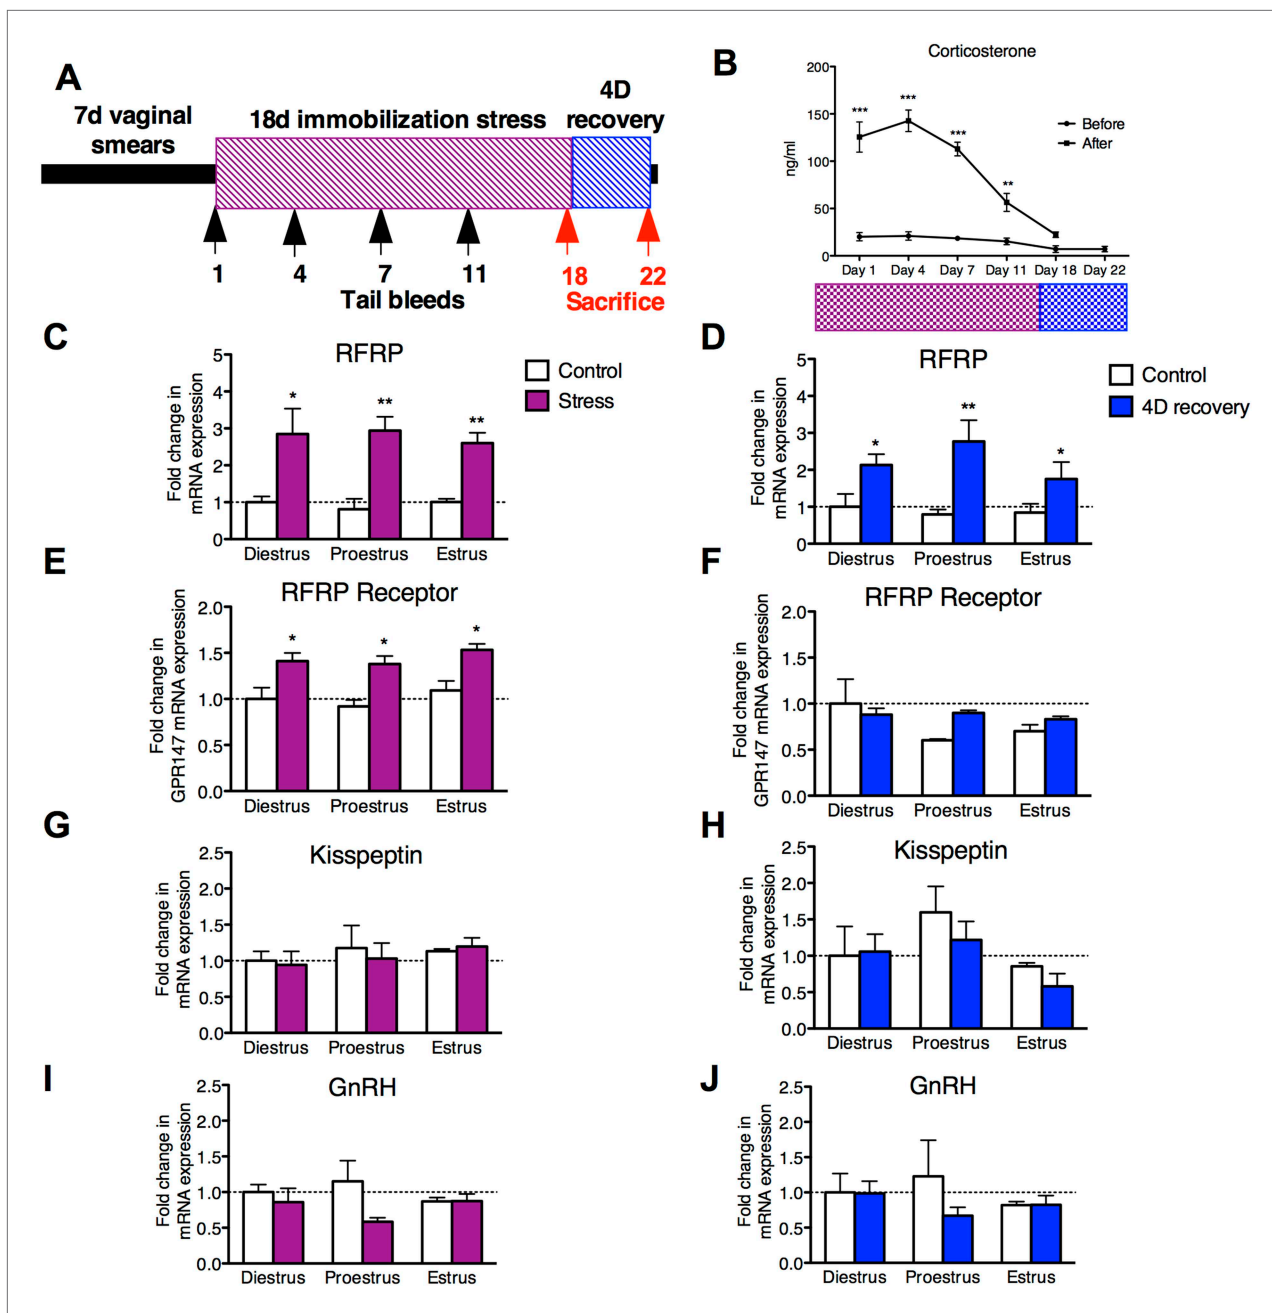 A
7d vaginal
smears
18d immobilization stress
4D
recovery
1
4
7
11
18
22
Tail bleeds
Sacrifice
B
Corticosterone
ng/ml
200
150
100
50
0
***
***
***
**
Before
After
Day 1
Day 4
Day 7
Day 11
Day 18
Day 22
C
RFRP
Fold change in
mRNA expression
5
4
3
2
1
0
*
**
**
Diestrus
Proestrus
Estrus
Control
Stress
D
RFRP
Fold change in
mRNA expression
5
4
3
2
1
0
*
**
*
Diestrus
Proestrus
Estrus
Control
4D recovery
E
RFRP Receptor
Fold change in
GPR147 mRNA expression
2.0
1.5
1.0
0.5
0.0
*
*
*
Diestrus
Proestrus
Estrus
F
RFRP Receptor
Fold change in
GPR147 mRNA expression
2.0
1.5
1.0
0.5
0.0
Diestrus
Proestrus
Estrus
G
Kisspeptin
Fold change in
mRNA expression
2.5
2.0
1.5
1.0
0.5
0.0
Diestrus
Proestrus
Estrus
H
Kisspeptin
Fold change in
mRNA expression
2.5
2.0
1.5
1.0
0.5
0.0
Diestrus
Proestrus
Estrus
I
GnRH
Fold change in
mRNA expression
2.5
2.0
1.5
1.0
0.5
0.0
Diestrus
Proestrus
Estrus
J
GnRH
Fold change in
mRNA expression
2.5
2.0
1.5
1.0
0.5
0.0
Diestrus
Proestrus
Estrus